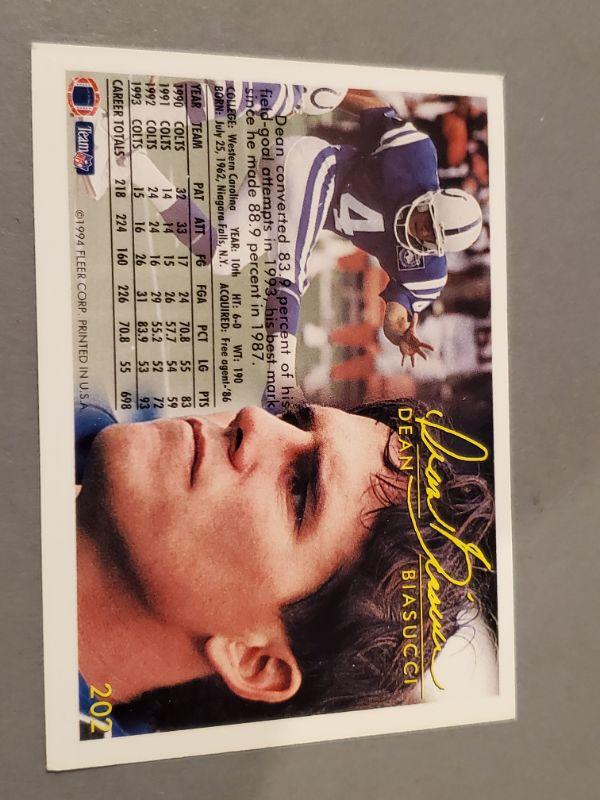 DEAN BIASUCCI
4
Dean converted 83.9 percent of his
field-goal attempts in 1993, his best mark
since he made 88.9 percent in 1987.
COLLEGE: Western Carolina YEAR: 10th HT: 6-0 WT: 190
BORN: July 25, 1962, Niagara Falls, N.Y. ACQUIRED: Free agent-'86
YEAR TEAM PAT ATT FG FGA PCT LG PTS
1990 COLTS 32 33 17 24 70.8 55 83
1991 COLTS 14 14 15 26 57.7 54 59
1992 COLTS 24 24 16 29 55.2 52 72
1993 COLTS 15 16 26 31 83.9 53 93
CAREER TOTALS 218 224 160 226 70.8 55 698
Team NFL
©1994 FLEER CORP. PRINTED IN U.S.A
202